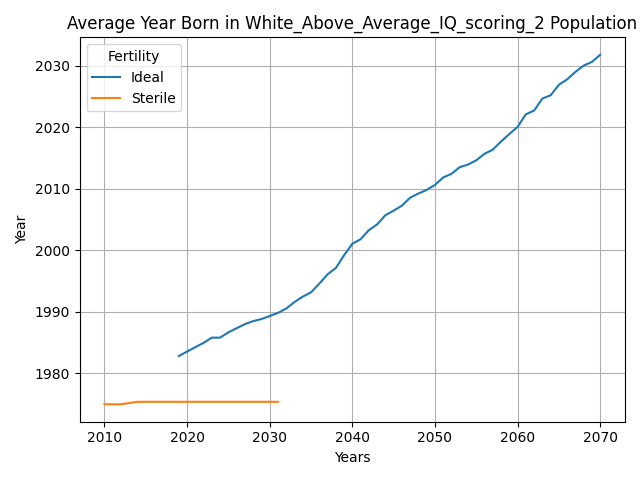 Average Year Born in White_Above_Average_IQ_scoring_2 Population
Fertility
Ideal
Sterile
2030
2020
2010
2000
1990
1980
Year
2010 2020 2030 2040 2050 2060 2070
Years